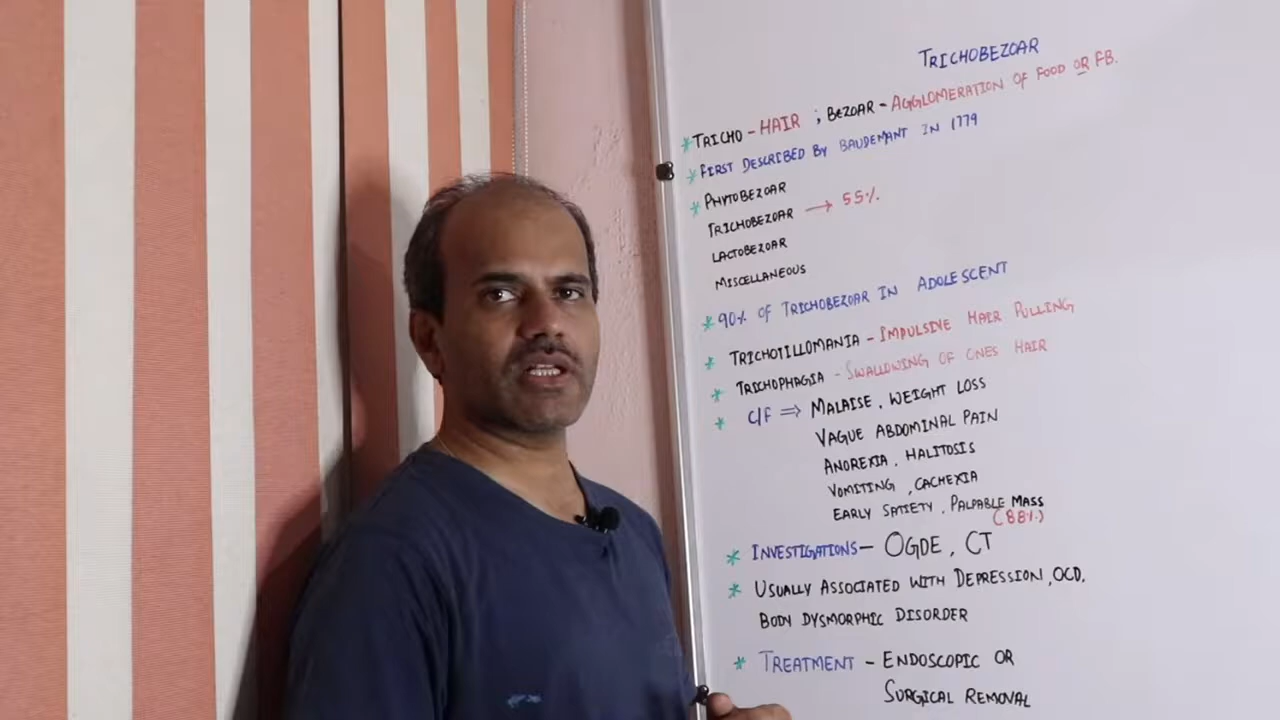 TRICHOBEZOAR
* TRICHO - HAIR ; BEZOAR - AGGLOMERATION OF FOOD OR FB.
* FIRST DESCRIBED BY BAUDEMANT IN 1779
* PHYTOBEZOAR
TRICHOBEZOAR → 55%
LACTOBEZOAR
MISCELLANEOUS
* 90% OF TRICHOBEZOAR IN ADOLESCENT
* TRICHOTILLOMANIA - IMPULSIVE HAIR PULLING
* TRICHOPHAGIA - SWALLOWING OF ONES HAIR
* C/F ⇒ MALAISE, WEIGHT LOSS
VAGUE ABDOMINAL PAIN
ANOREXIA, HALITOSIS
VOMITING, CACHEXIA
EARLY SATIETY, PALPABLE MASS
(88%)
* INVESTIGATIONS - OGDE, CT
* USUALLY ASSOCIATED WITH DEPRESSION, OCD,
BODY DYSMORPHIC DISORDER
* TREATMENT - ENDOSCOPIC OR
SURGICAL REMOVAL